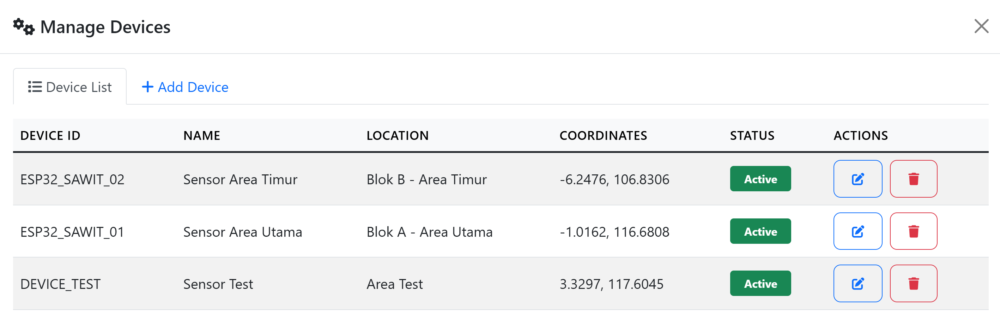 Manage Devices
Device List Add Device
DEVICE ID NAME LOCATION COORDINATES STATUS ACTIONS
ESP32_SAWIT_02 Sensor Area Timur Blok B - Area Timur -6.2476, 106.8306 Active
ESP32_SAWIT_01 Sensor Area Utama Blok A - Area Utama -1.0162, 116.6808 Active
DEVICE_TEST Sensor Test Area Test 3.3297, 117.6045 Active